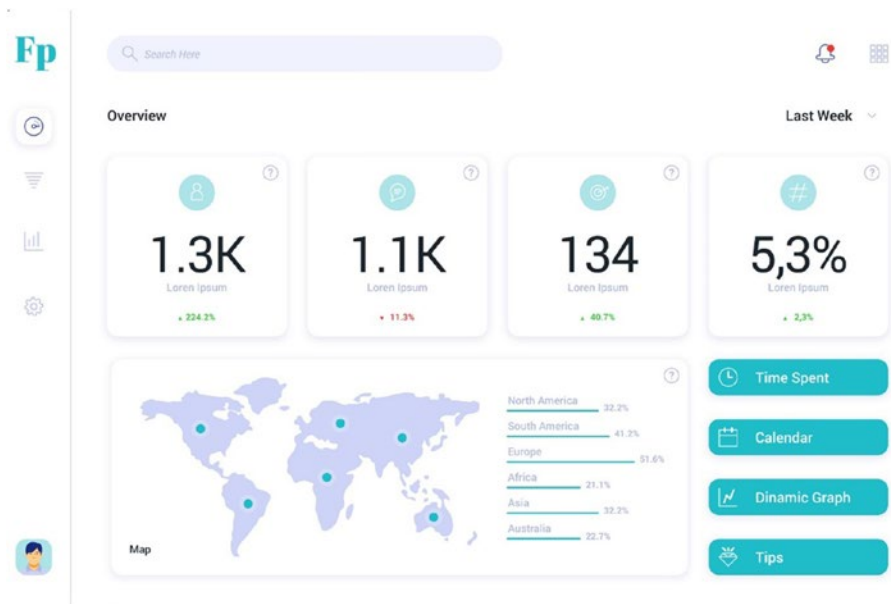 Fp
Search Here
Overview
Last Week
1.3K
Loren Ipsum
224.2%
1.1K
Loren Ipsum
11.3%
134
Loren Ipsum
40.7%
5,3%
Loren Ipsum
2,3%
North America
32.2%
South America
41.2%
Europe
51.6%
Africa
21.1%
Asia
32.2%
Australia
22.7%
Map
Time Spent
Calendar
Dinamic Graph
Tips